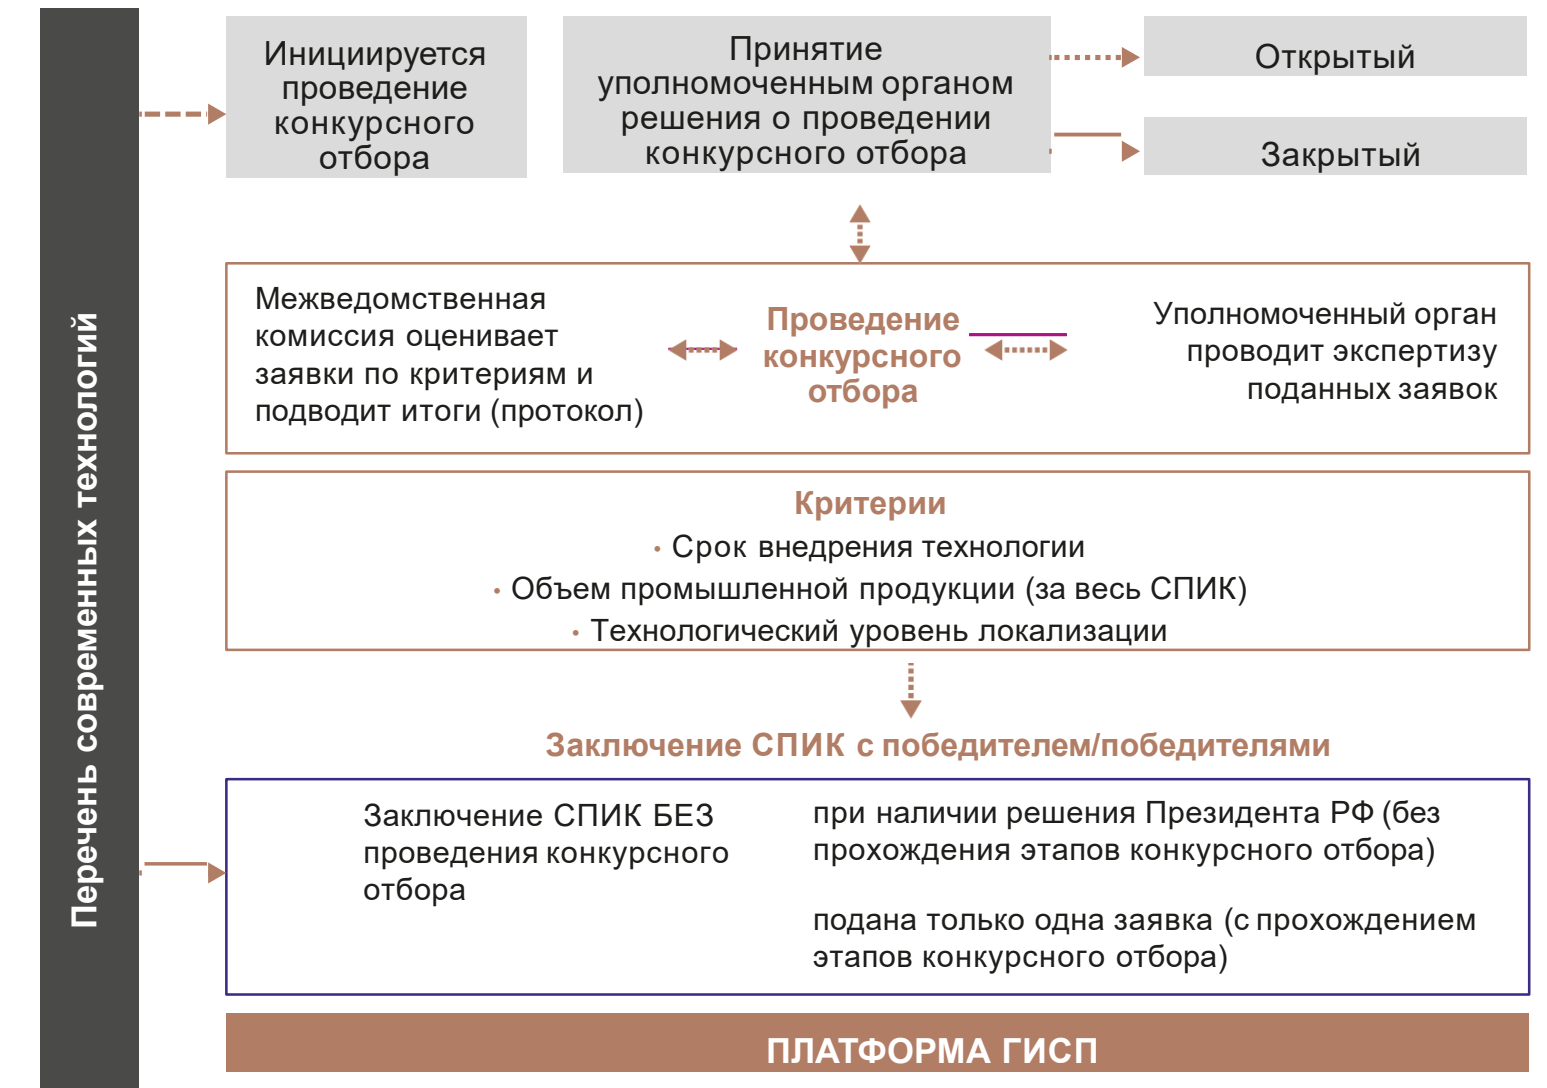 Перечень современных технологий
Инициируется
проведение
конкурсного
отбора
Принятие
уполномоченным органом
решения о проведении
конкурсного отбора
Открытый
Закрытый
Межведомственная
комиссия оценивает
заявки по критериям и
подводит итоги (протокол)
Проведение
конкурсного
отбора
Уполномоченный орган
проводит экспертизу
поданных заявок
Критерии
• Срок внедрения технологии
• Объем промышленной продукции (за весь СПИК)
• Технологический уровень локализации
Заключение СПИК с победителем/победителями
Заключение СПИК БЕЗ
проведения конкурсного
отбора
при наличии решения Президента РФ (без
прохождения этапов конкурсного отбора)
подана только одна заявка (с прохождением
этапов конкурсного отбора)
ПЛАТФОРМА ГИСП